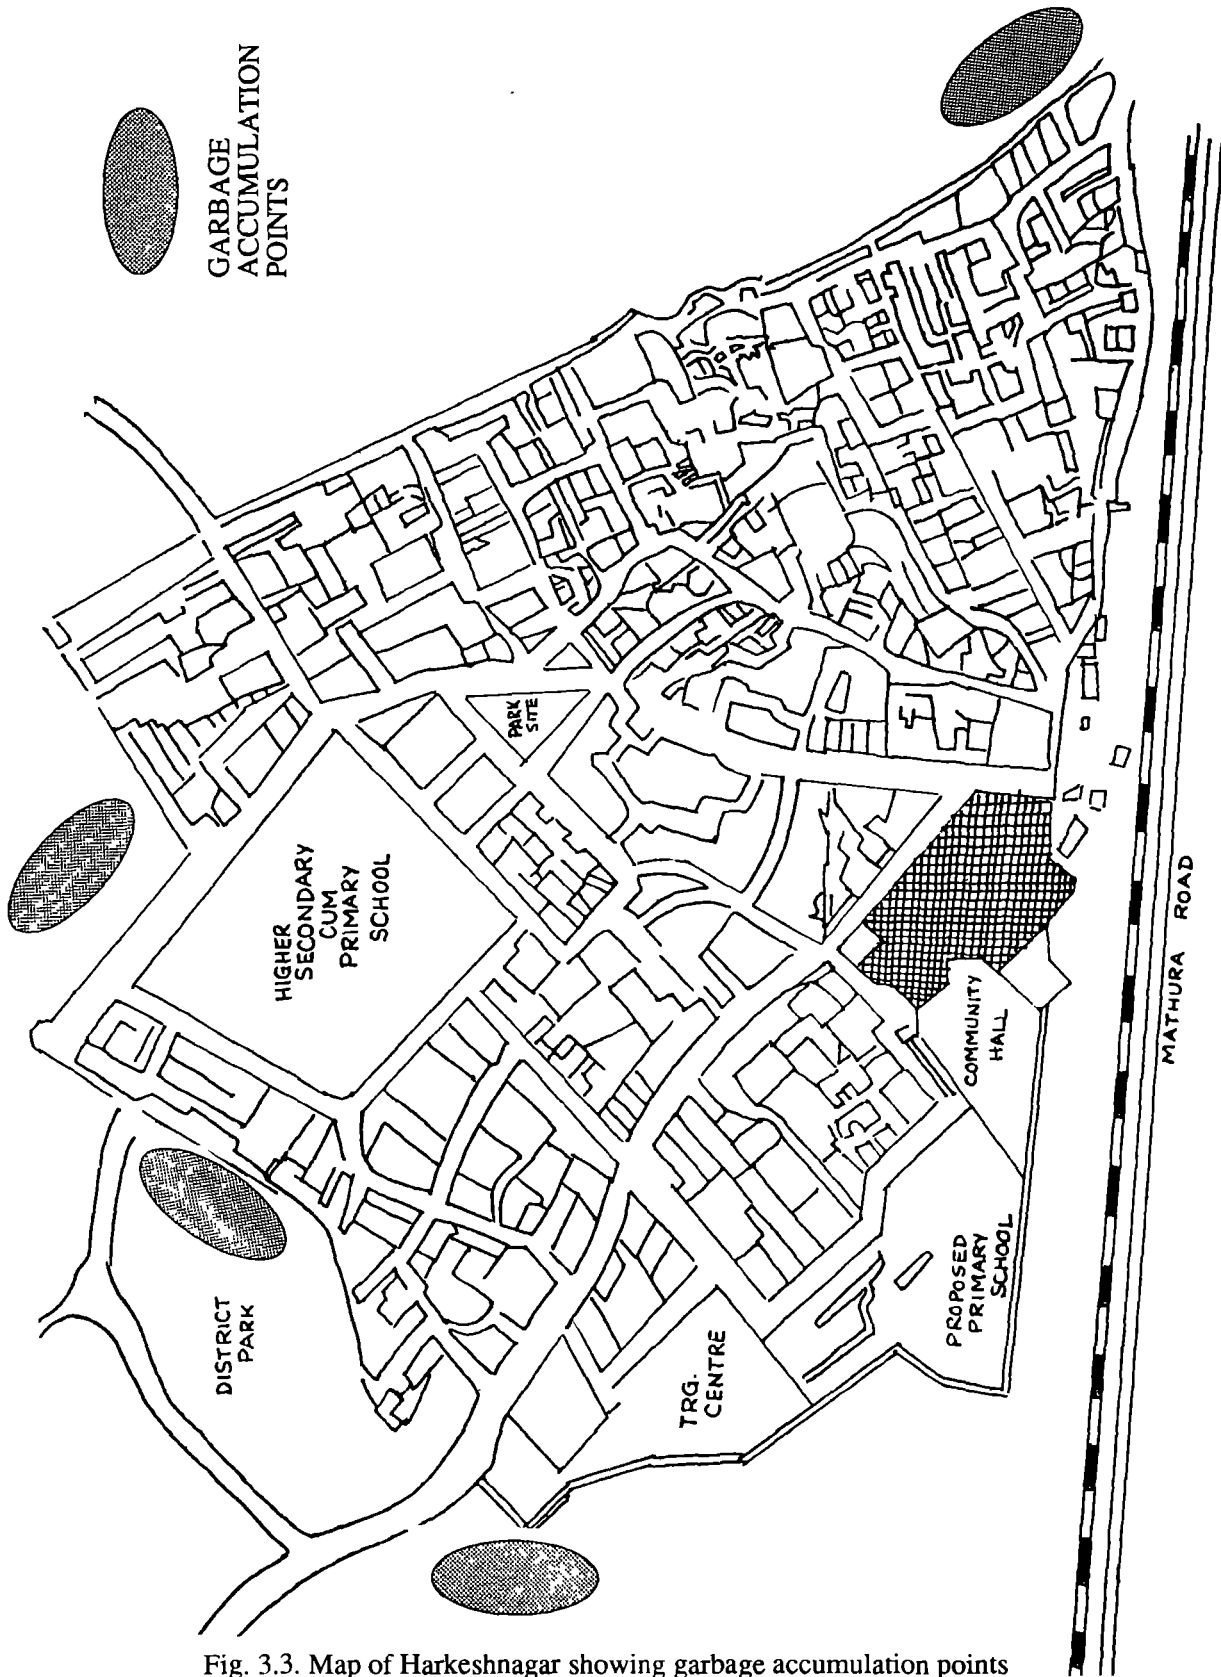 GARBAGE
ACCUMULATION
POINTS
PARK
SITE
HIGHER
SECONDARY
CUM
PRIMARY
SCHOOL
COMMUNITY
HALL
MATHURA ROAD
DISTRICT
PARK
TRG.
CENTRE
PROPOSED
PRIMARY
SCHOOL
Fig. 3.3. Map of Harkeshnagar showing garbage accumulation points